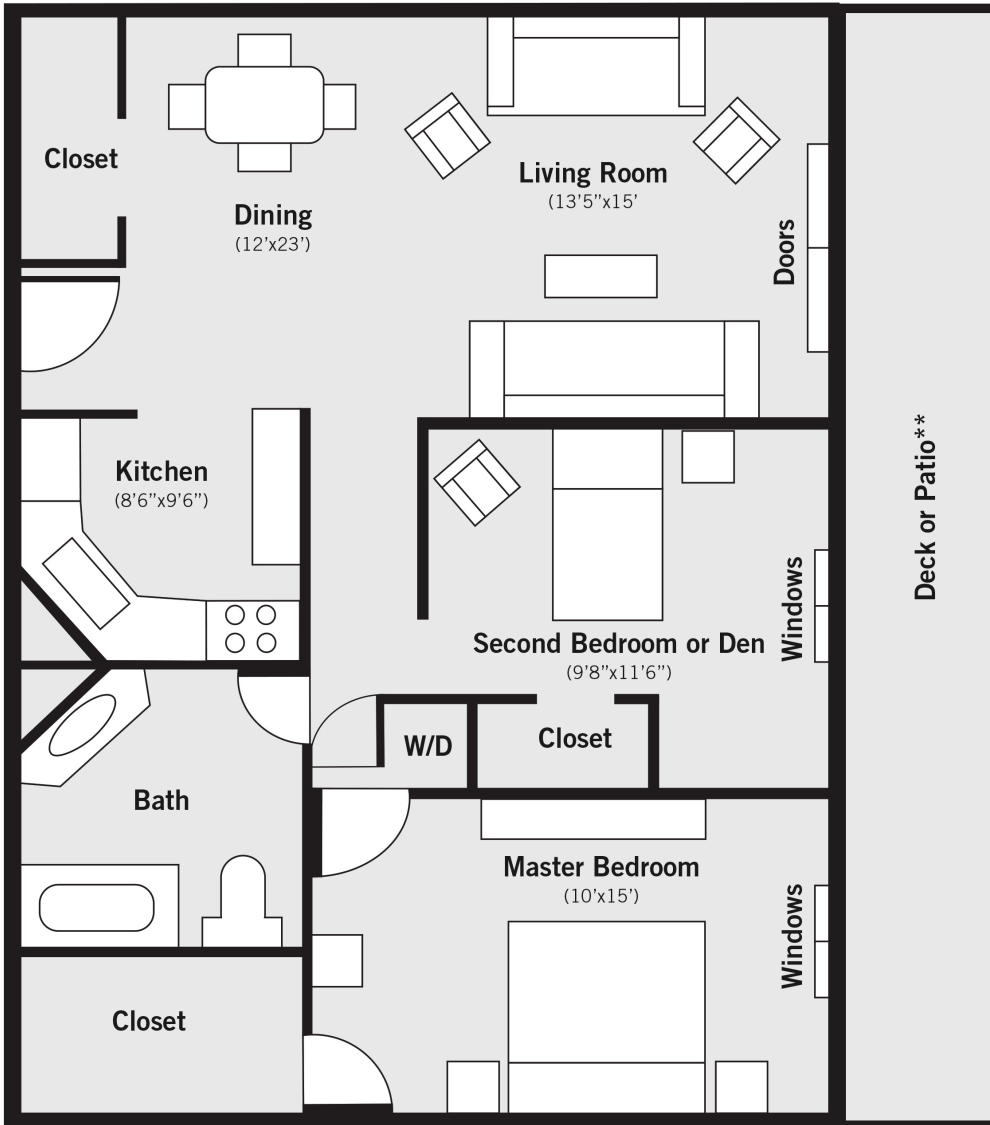 Closet
Dining
(12’x23’)
Living Room
(13’5”x15’
Doors
Kitchen
(8’6”x9’6”)
Deck or Patio**
Second Bedroom or Den
(9’8”x11’6”)
Windows
W/D
Closet
Bath
Master Bedroom
(10’x15’)
Windows
Closet